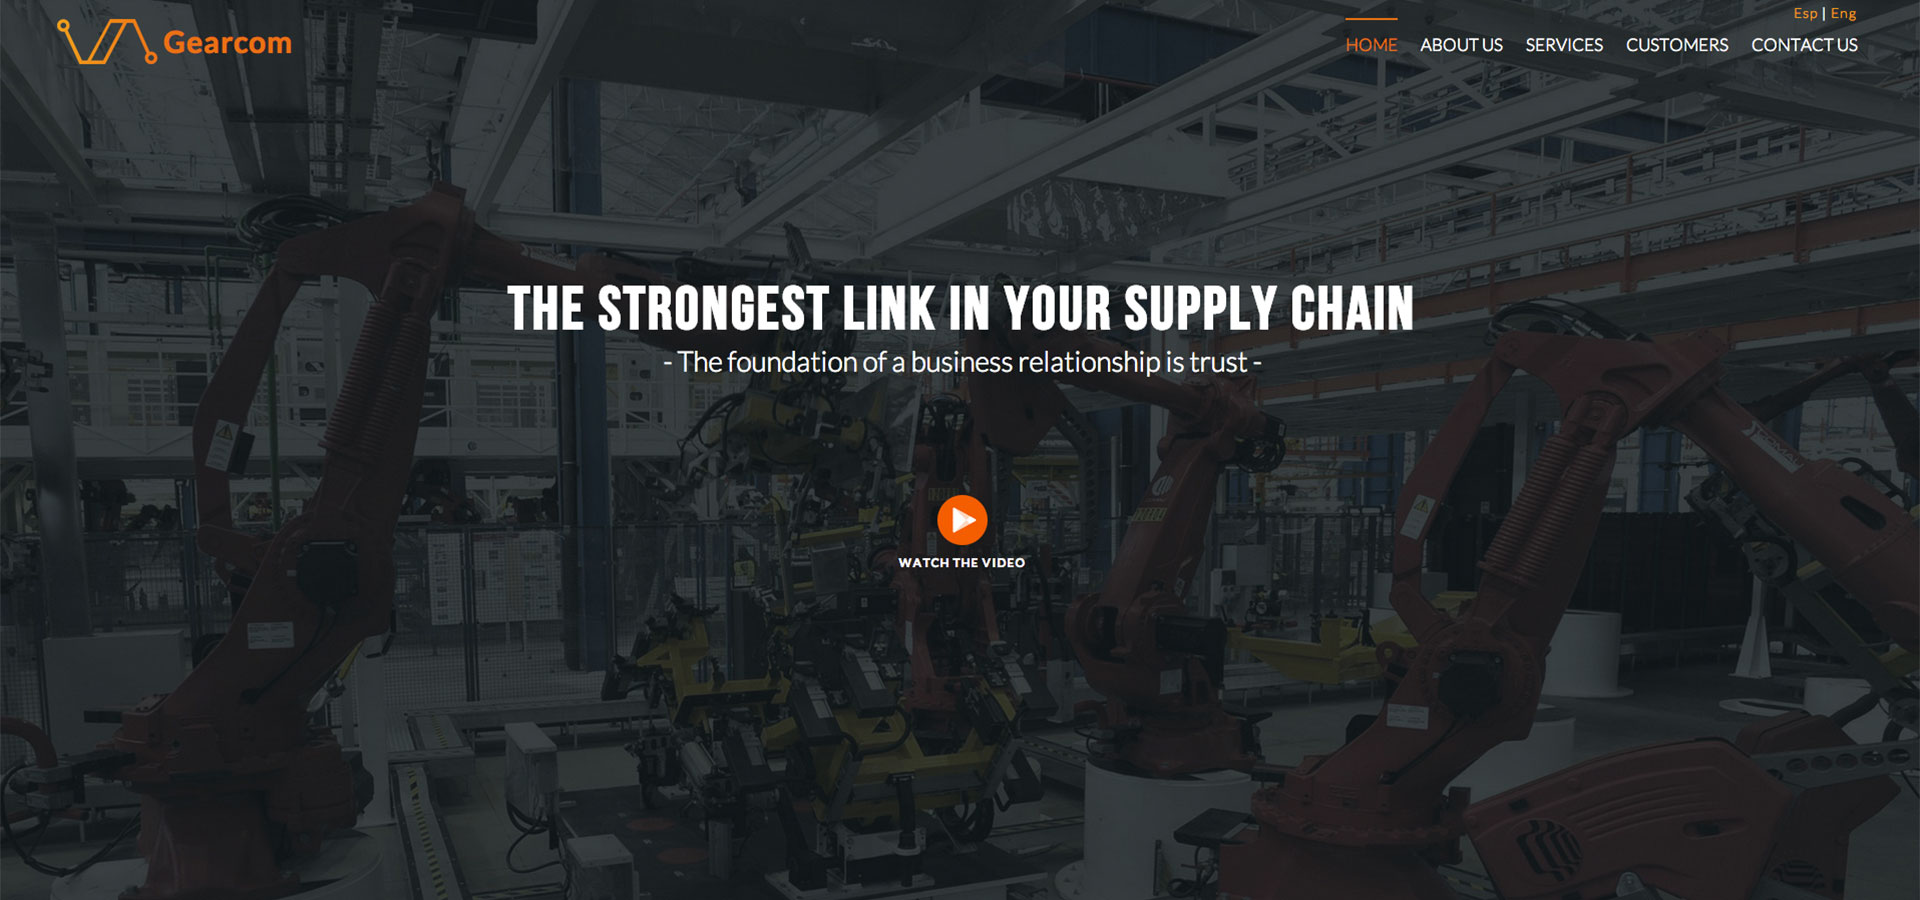 Gearcom
Esp | Eng
HOME ABOUT US SERVICES CUSTOMERS CONTACT US
THE STRONGEST LINK IN YOUR SUPPLY CHAIN
- The foundation of a business relationship is trust -
WATCH THE VIDEO